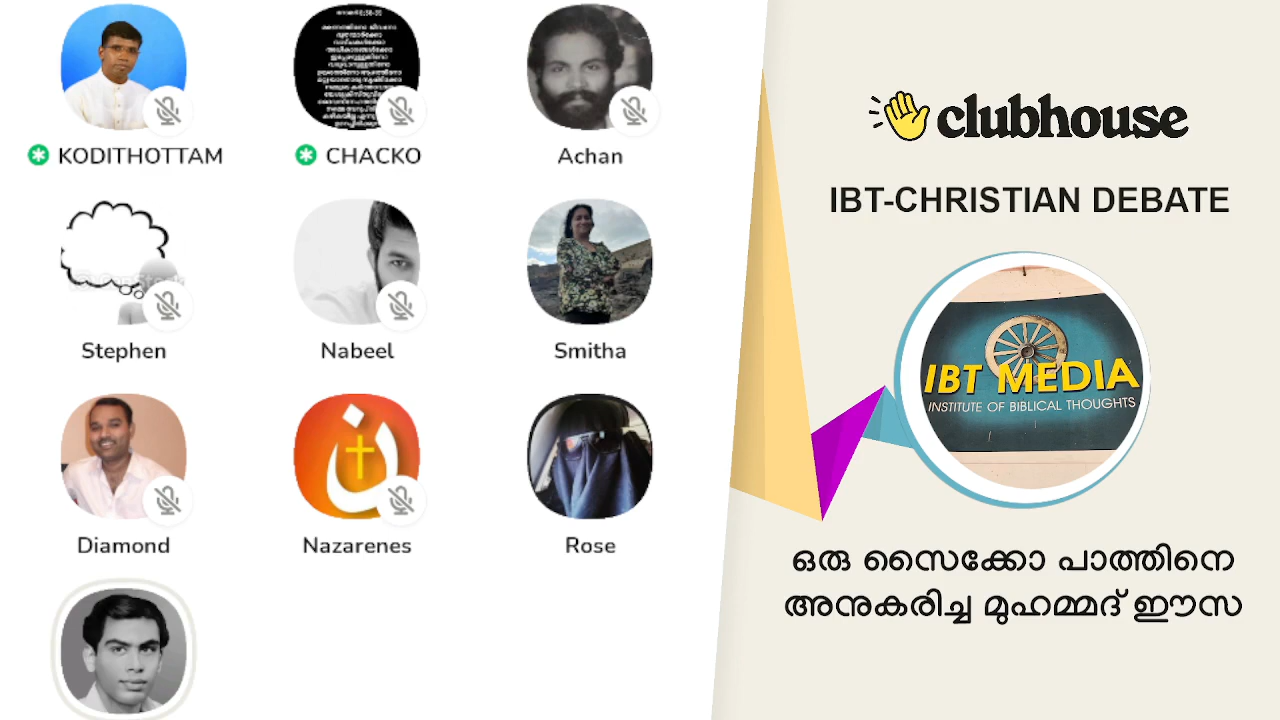 KODITHOTTAM
CHACKO
Achan
Stephen
Nabeel
Smitha
Diamond
Nazarenes
Rose
clubhouse
IBT-CHRISTIAN DEBATE
IBT MEDIA
INSTITUTE OF BIBLICAL THOUGHTS
ഒരു സൈക്കോ പാത്തിനെ
അനുകരിച്ച മുഹമ്മദ് ഈസ